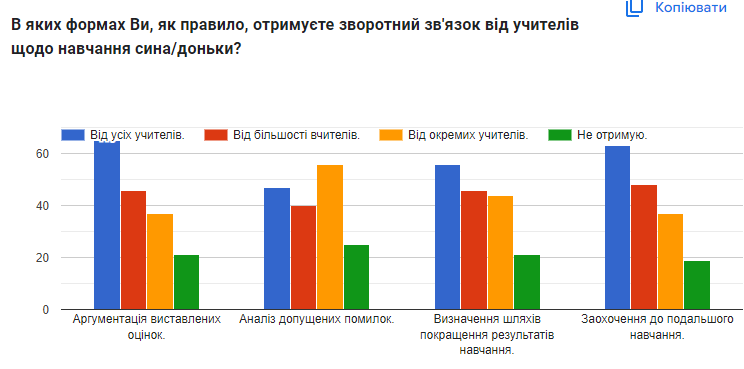 Копіювати
В яких формах Ви, як правило, отримуєте зворотний зв'язок від учителів
щодо навчання сина/доньки?
Від усіх учителів.
Від більшості вчителів.
Від окремих учителів.
Не отримую.
60
40
20
0
Аргументація виставлених
оцінок.
Аналіз допущених помилок.
Визначення шляхів
покращення результатів
навчання.
Заохочення до подальшого
навчання.